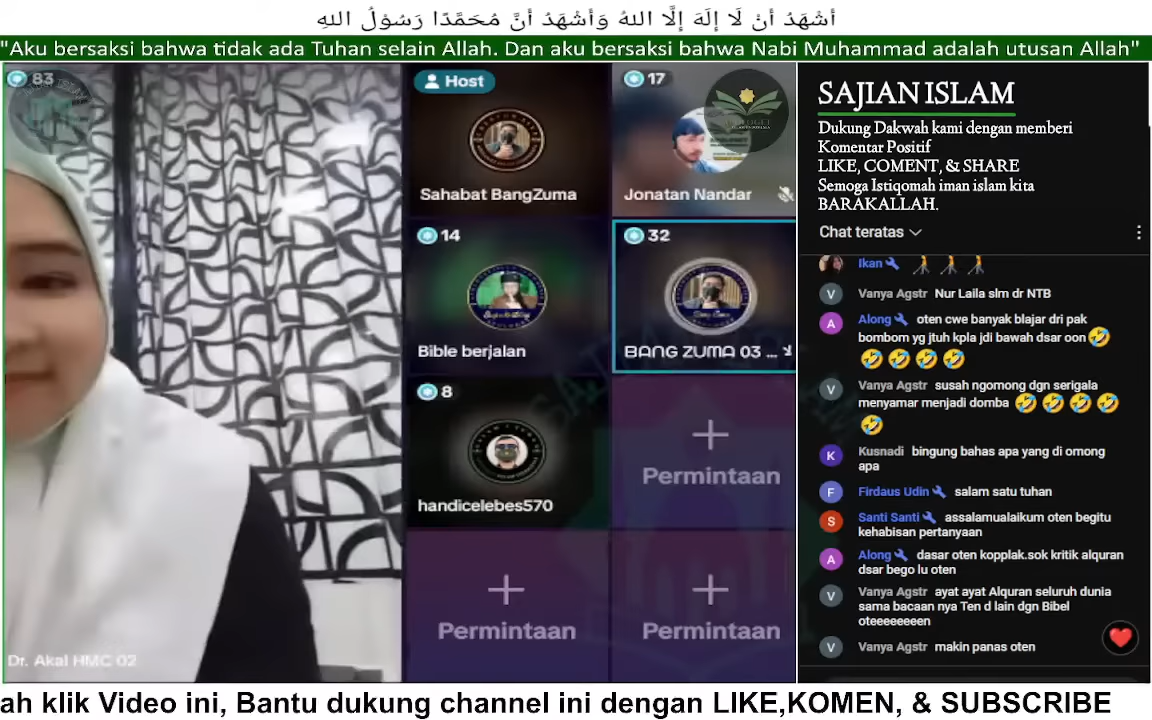 أَشْهَدُ أَنْ لَا إِلَهَ إِلَّا اللهُ وَأَشْهَدُ أَنَّ مُحَمَّدًا رَسُوْلُ اللهِ
"Aku bersaksi bahwa tidak ada Tuhan selain Allah. Dan aku bersaksi bahwa Nabi Muhammad adalah utusan Allah"
83
Dr. Akal HMC 02
Host
Sahabat BangZuma
17
Jonatan Nandar
14
Bible berjalan
32
BANG ZUMA 03 ...
8
handicelebes570
Permintaan
Permintaan
Permintaan
SAJIAN ISLAM
Dukung Dakwah kami dengan memberi
Komentar Positif
LIKE, COMENT, & SHARE
Semoga Istiqomah iman islam kita
BARAKALLAH.
Chat teratas
Ikan 
V Vanya Agstr Nur Laila slm dr NTB
A Along oten cwe banyak blajar dri pak
bombom yg jtuh kpla jdi bawah dsar oon🤣
🤣🤣🤣🤣
V Vanya Agstr susah ngomong dgn serigala
menyamar menjadi domba 🤣🤣🤣🤣
🤣
K Kusnadi bingung bahas apa yang di omong
apa
F Firdaus Udin salam satu tuhan
S Santi Santi assalamualaikum oten begitu
kehabisan pertanyaan
A Along dasar oten kopplak.sok kritik alquran
dsar bego lu oten
V Vanya Agstr ayat ayat Alquran seluruh dunia
sama bacaan nya Ten d lain dgn Bibel
oteeeeeeeen
V Vanya Agstr makin panas oten
ah klik Video ini, Bantu dukung channel ini dengan LIKE,KOMEN, & SUBSCRIBE